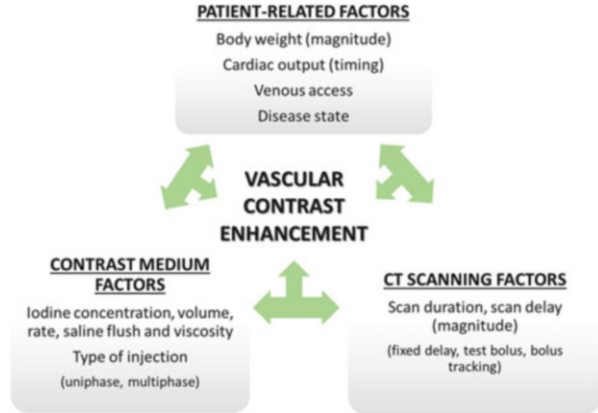 PATIENT-RELATED FACTORS
Body weight (magnitude)
Cardiac output (timing)
Venous access
Disease state
VASCULAR
CONTRAST
ENHANCEMENT
CONTRAST MEDIUM
FACTORS
Iodine concentration, volume,
rate, saline flush and viscosity
Type of injection
(uniphase, multiphase)
CT SCANNING FACTORS
Scan duration, scan delay
(magnitude)
(fixed delay, test bolus, bolus
tracking)